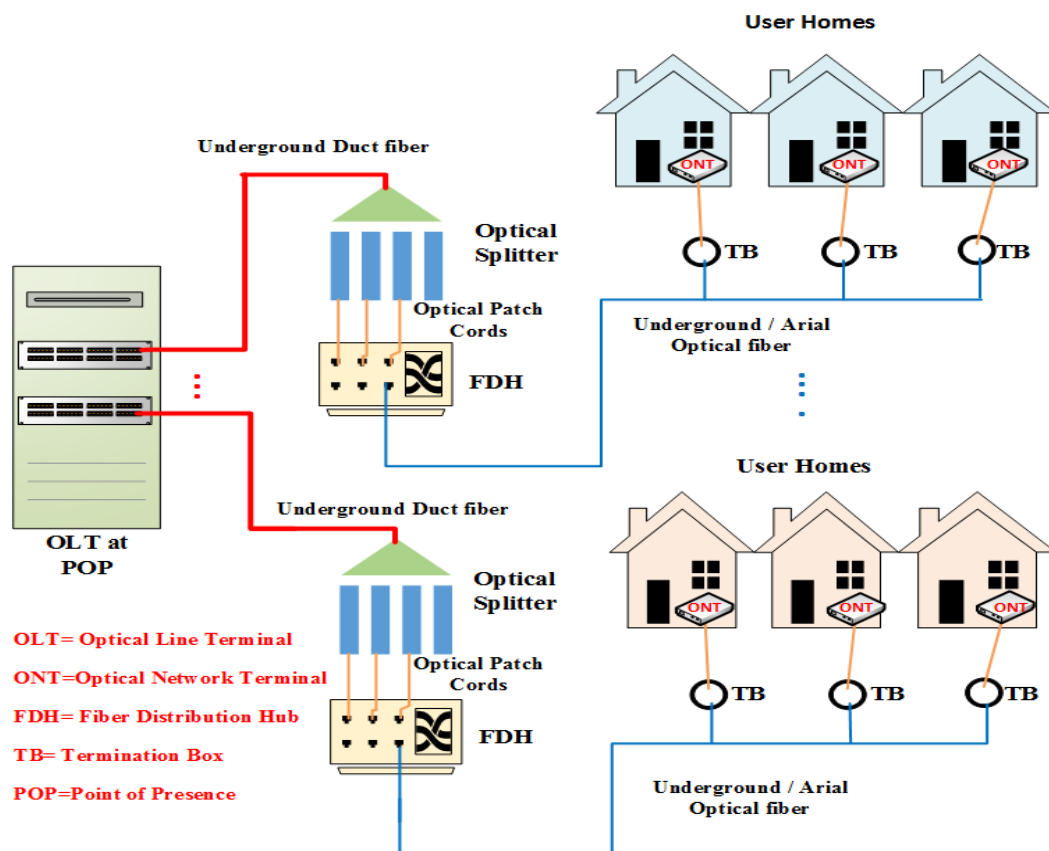 User Homes
Underground Duct fiber
ONT
ONT
ONT
Optical
Splitter
TB
TB
TB
Optical Patch
Cords
Underground / Arial
Optical fiber
FDH
OLT at
POP
User Homes
Underground Duct fiber
Optical
Splitter
ONT
ONT
ONT
Optical Patch
Cords
TB
TB
TB
FDH
Underground / Arial
Optical fiber
OLT= Optical Line Terminal
ONT=Optical Network Terminal
FDH= Fiber Distribution Hub
TB= Termination Box
POP=Point of Presence